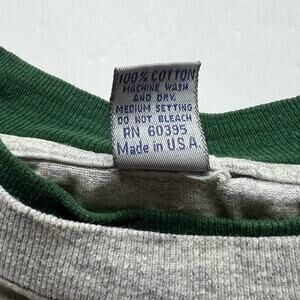 100% COTTON
MACHINE WASH
AND DRY.
MEDIUM SETTING
DO NOT BLEACH
RN 60395
Made in U.S.A.